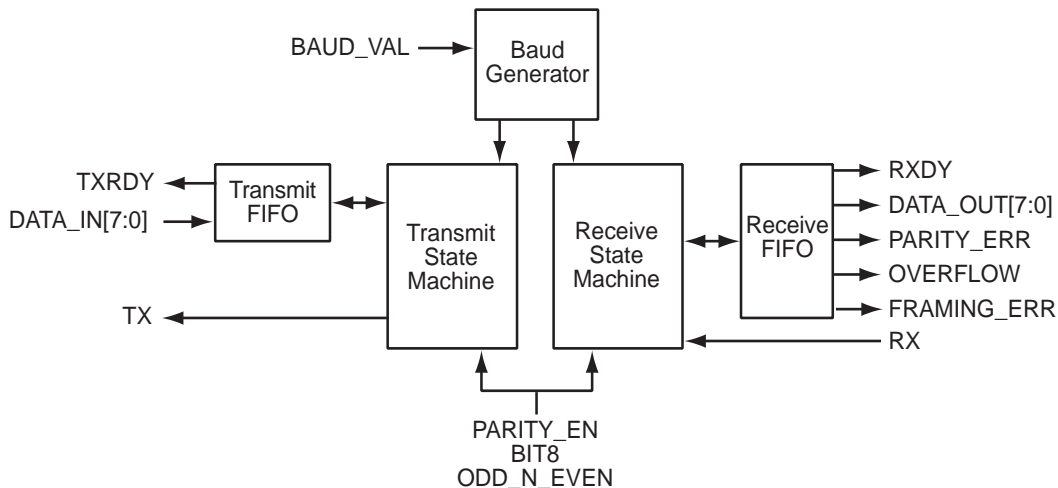 BAUD_VAL
Baud
Generator
TXRDY
DATA_IN[7:0]
Transmit
FIFO
TX
Transmit
State
Machine
Receive
State
Machine
Receive
FIFO
RXDY
DATA_OUT[7:0]
PARITY_ERR
OVERFLOW
FRAMING_ERR
RX
PARITY_EN
BIT8
ODD_N_EVEN